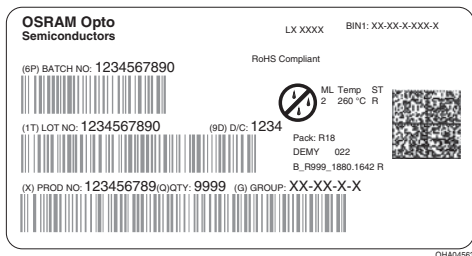 OSRAM Opto
Semiconductors
LX XXXX
BIN1: XX-XX-X-XXX-X
RoHS Compliant
(6P) BATCH NO: 1234567890
ML Temp ST
2 260 °C R
(1T) LOT NO: 1234567890 (9D) D/C: 1234
Pack: R18
DEMY 022
B_R999_1880.1642 R
(X) PROD NO: 123456789(Q)QTY: 9999 (G) GROUP: XX-XX-X-X